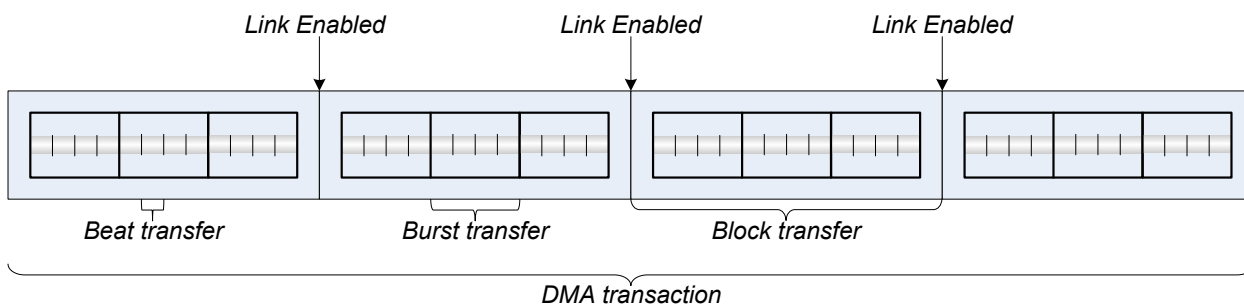 Link Enabled
Link Enabled
Link Enabled
Beat transfer
Burst transfer
Block transfer
DMA transaction